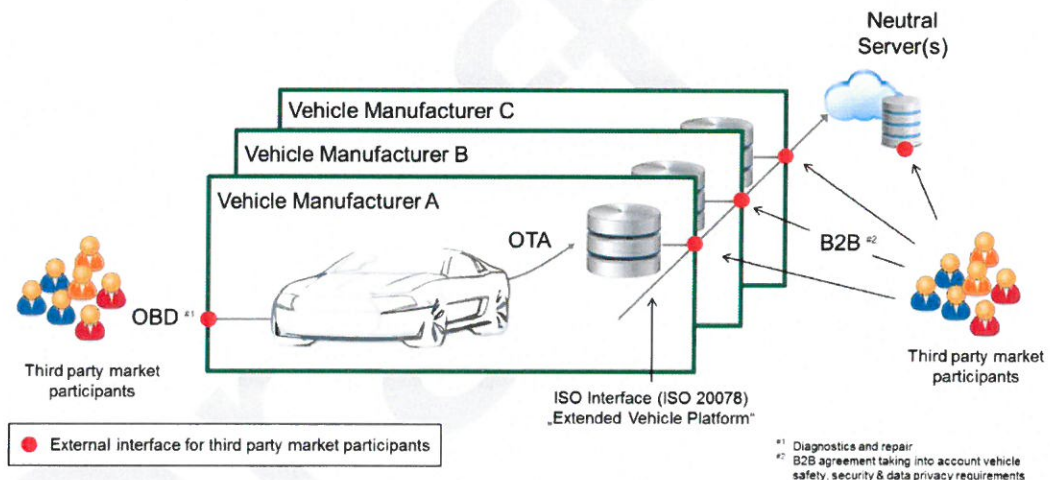 Neutral
Server(s)
Vehicle Manufacturer C
Vehicle Manufacturer B
Vehicle Manufacturer A
OTA
B2B #2
OBD #1
Third party market
participants
Third party market
participants
ISO Interface (ISO 20078)
„Extended Vehicle Platform“
External interface for third party market participants
#1 Diagnostics and repair
#2 B2B agreement taking into account vehicle
safety, security & data privacy requirements